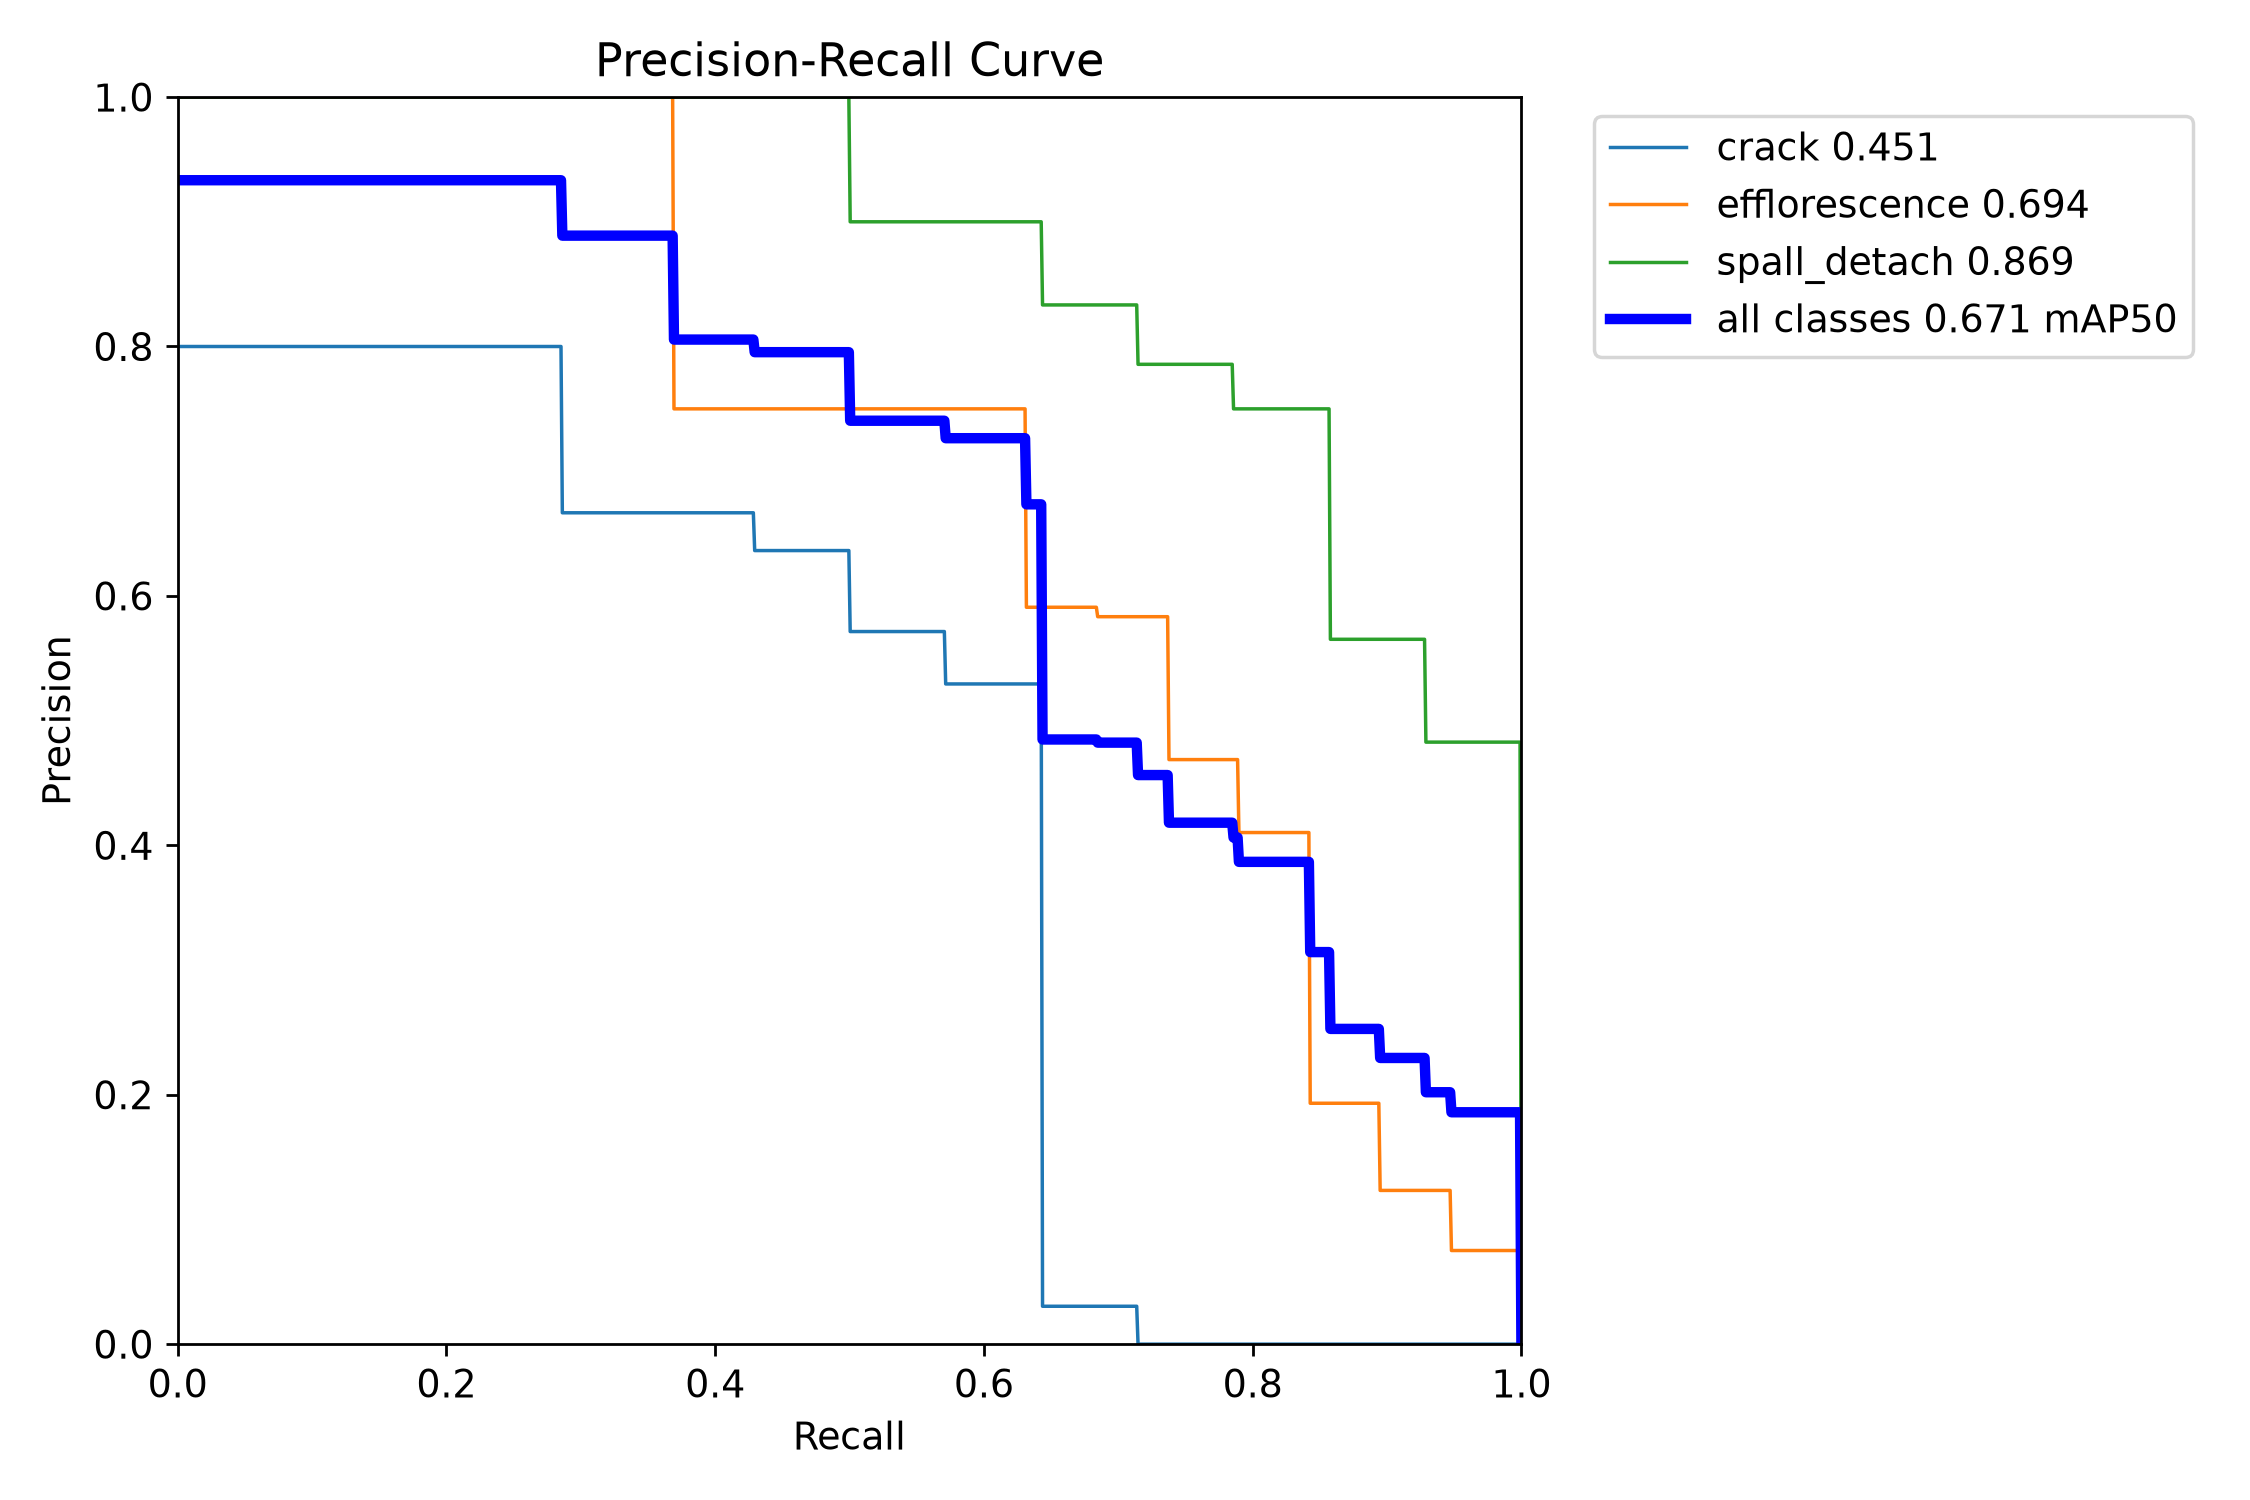 Precision-Recall Curve
1.0
0.8
0.6
0.4
0.2
0.0
Precision
0.0 0.2 0.4 0.6 0.8 1.0
Recall
crack 0.451
efflorescence 0.694
spall_detach 0.869
all classes 0.671 mAP50